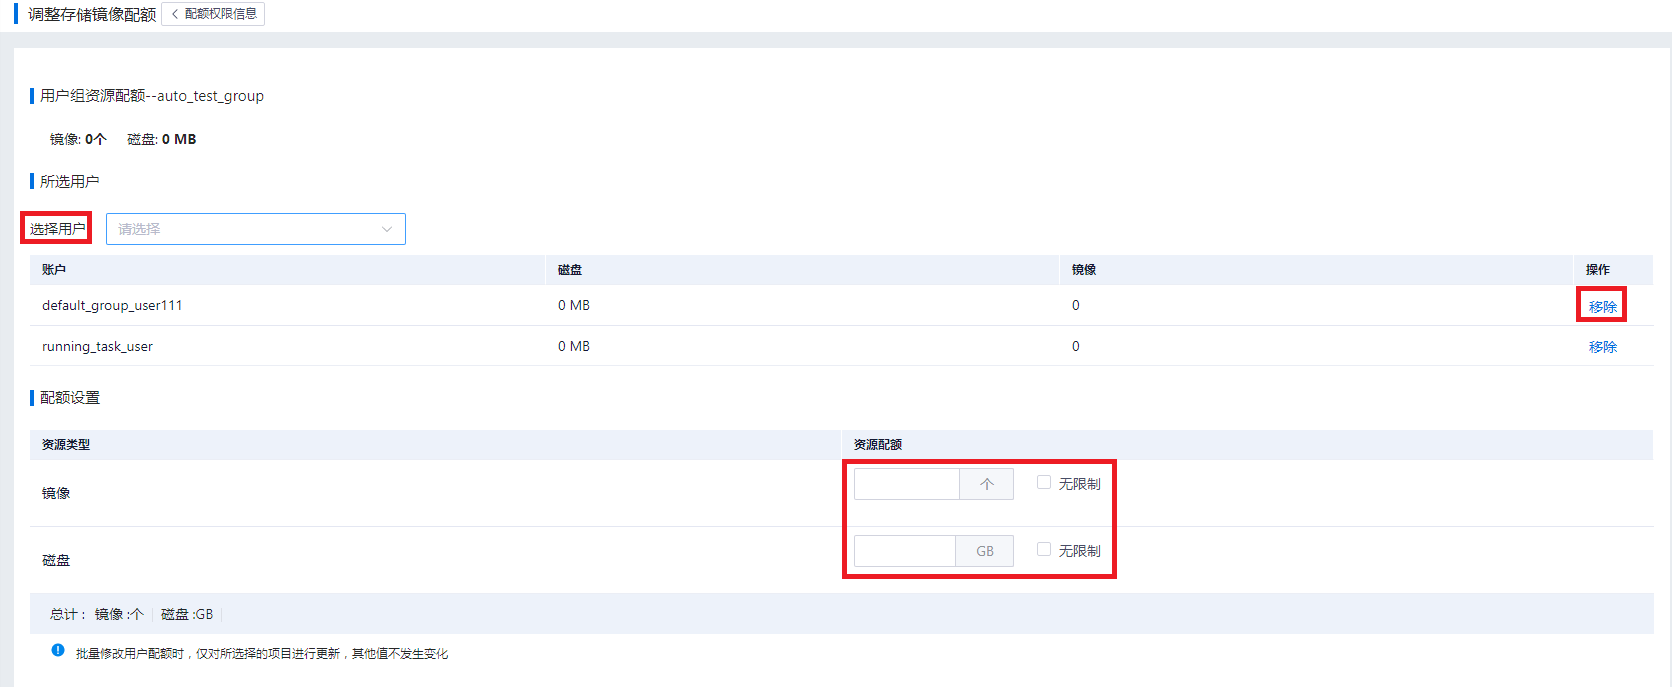 调整存储镜像配额 配额权限信息
用户组资源配额--auto_test_group
镜像: 0个 磁盘: 0 MB
所选用户
选择用户 请选择
账户 磁盘 镜像 操作
default_group_user111 0 MB 0 移除
running_task_user 0 MB 0 移除
配额设置
资源类型 资源配额
镜像 个 无限制
磁盘 GB 无限制
总计： 镜像 :个 磁盘 :GB
批量修改用户配额时，仅对所选择的项目进行更新，其他值不发生变化